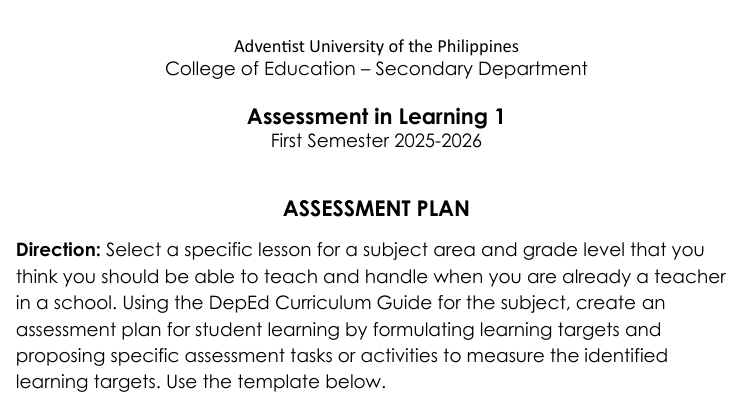 Adventist University of the Philippines
College of Education – Secondary Department
Assessment in Learning 1
First Semester 2025-2026
ASSESSMENT PLAN
Direction: Select a specific lesson for a subject area and grade level that you
think you should be able to teach and handle when you are already a teacher
in a school. Using the DepEd Curriculum Guide for the subject, create an
assessment plan for student learning by formulating learning targets and
proposing specific assessment tasks or activities to measure the identified
learning targets. Use the template below.